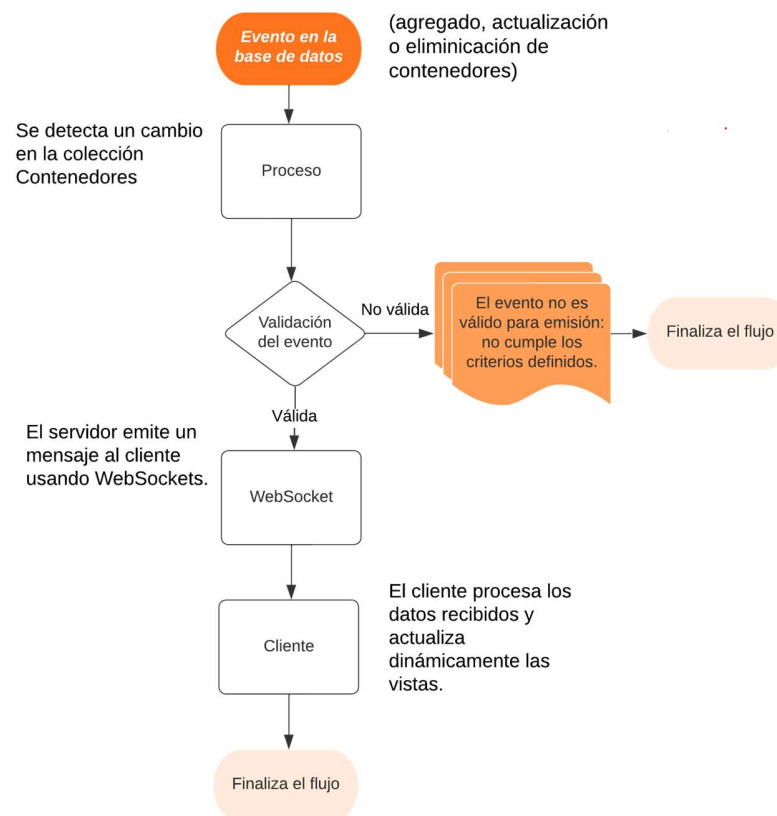 Evento en la
base de datos
(agregado, actualización
o eliminicación de
contenedores)
Se detecta un cambio
en la colección
Contenedores
Proceso
Validación
del evento
No válida
El evento no es
válido para emisión:
no cumple los
criterios definidos.
Finaliza el flujo
Válida
El servidor emite un
mensaje al cliente
usando WebSockets.
WebSocket
El cliente procesa los
datos recibidos y
actualiza
dinámicamente las
vistas.
Cliente
Finaliza el flujo